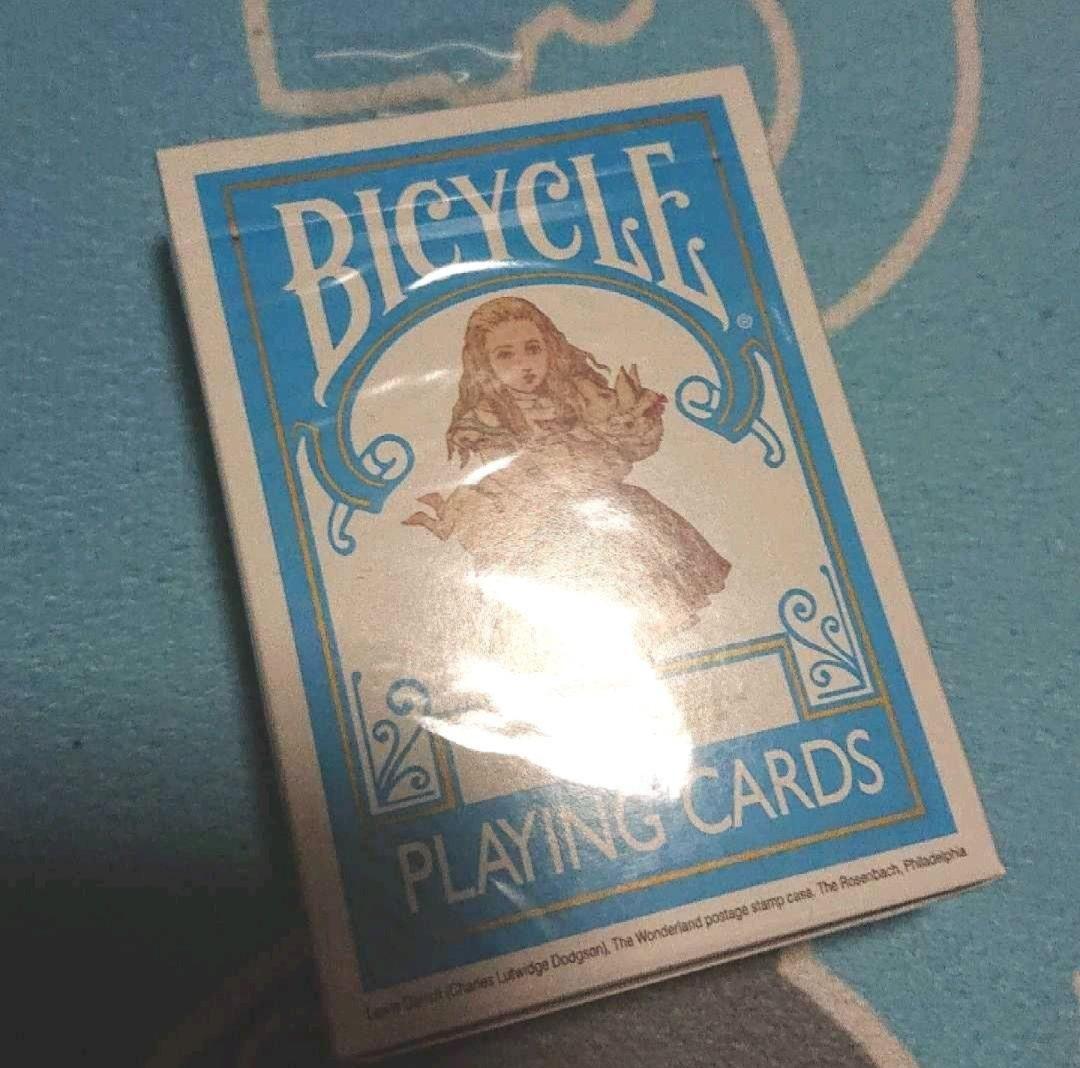 BICYCLE®
PLAYING CARDS
Lewis Carroll (Charles Lutwidge Dodgson), The Wonderland postage stamp case, The Rosenbach, Philadelphia